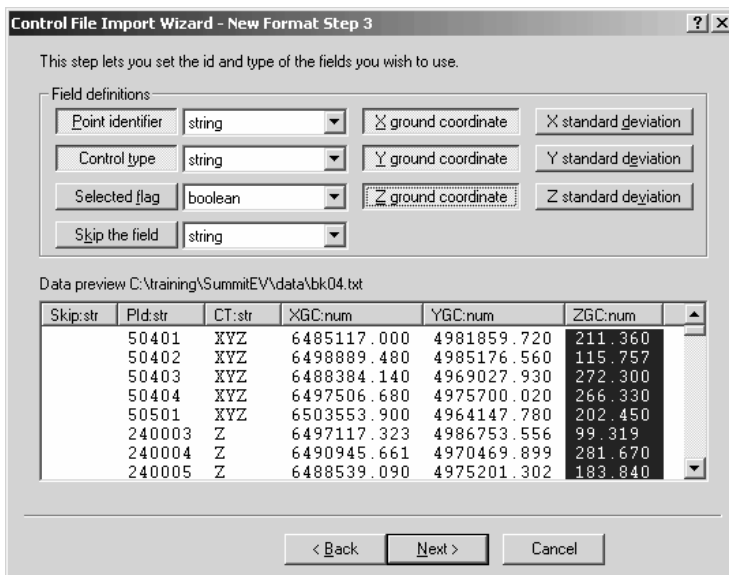 Control File Import Wizard - New Format Step 3
This step lets you set the id and type of the fields you wish to use.
Field definitions
Point identifier string X ground coordinate X standard deviation
Control type string Y ground coordinate Y standard deviation
Selected flag boolean Z ground coordinate Z standard deviation
Skip the field string
Data preview C:\training\SummitEV\data\bk04.txt
Skip:str PId:str CT:str XGC:num YGC:num ZGC:num
50401 XYZ 6485117.000 4981859.720 211.360
50402 XYZ 6498889.480 4985176.560 115.757
50403 XYZ 6488384.140 4969027.930 272.300
50404 XYZ 6497506.680 4975700.020 266.330
50501 XYZ 6503553.900 4964147.780 202.450
240003 Z 6497117.323 4986753.556 99.319
240004 Z 6490945.661 4970469.899 281.670
240005 Z 6488539.090 4975201.302 183.840
< Back Next > Cancel